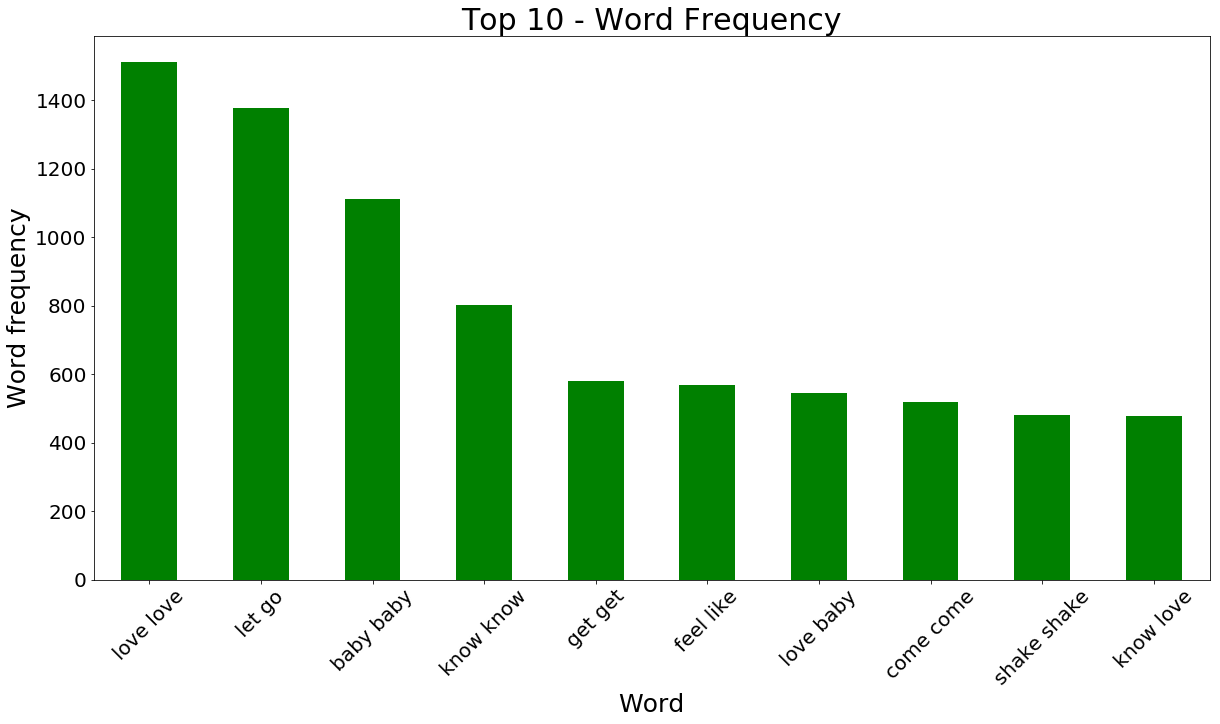 Top 10 - Word Frequency
Word frequency
1400
1200
1000
800
600
400
200
0
love love
let go
baby baby
know know
get get
feel like
love baby
come come
shake shake
know love
Word